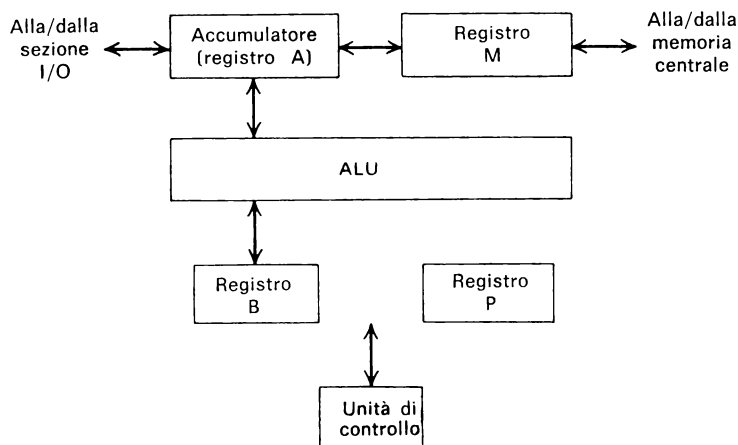 Alla/dalla
sezione
I/O
Accumulatore
(registro A)
Registro
M
Alla/dalla
memoria
centrale
ALU
Registro
B
Registro
P
Unità di
controllo